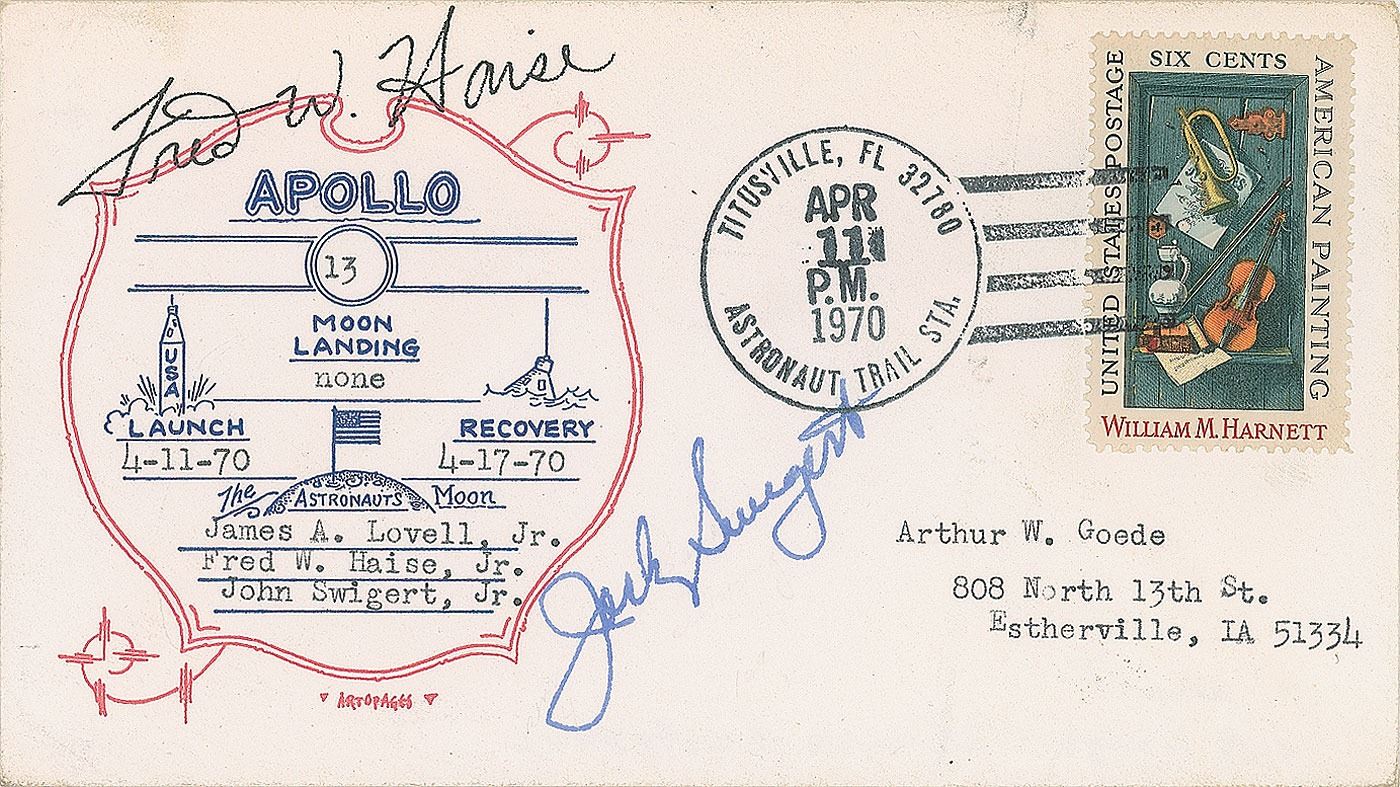 Fred W. Haise
APOLLO
13
MOON
LANDING
none
USA
LAUNCH
4-11-70
RECOVERY
4-17-70
The ASTRONAUTS Moon
James A. Lovell, Jr.
Fred W. Haise, Jr.
John Swigert, Jr.
ARTOPAGES
Jack Swigert
TITUSVILLE, FL 32780
APR
11
P.M.
1970
ASTRONAUT TRAIL STA.
SIX CENTS
UNITED STATES POSTAGE
AMERICAN PAINTING
WILLIAM M. HARNETT
Arthur W. Goede
808 North 13th St.
Estherville, IA 51334